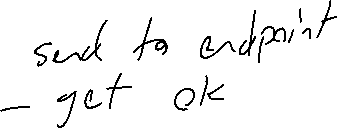 send to endpoint
- get ok